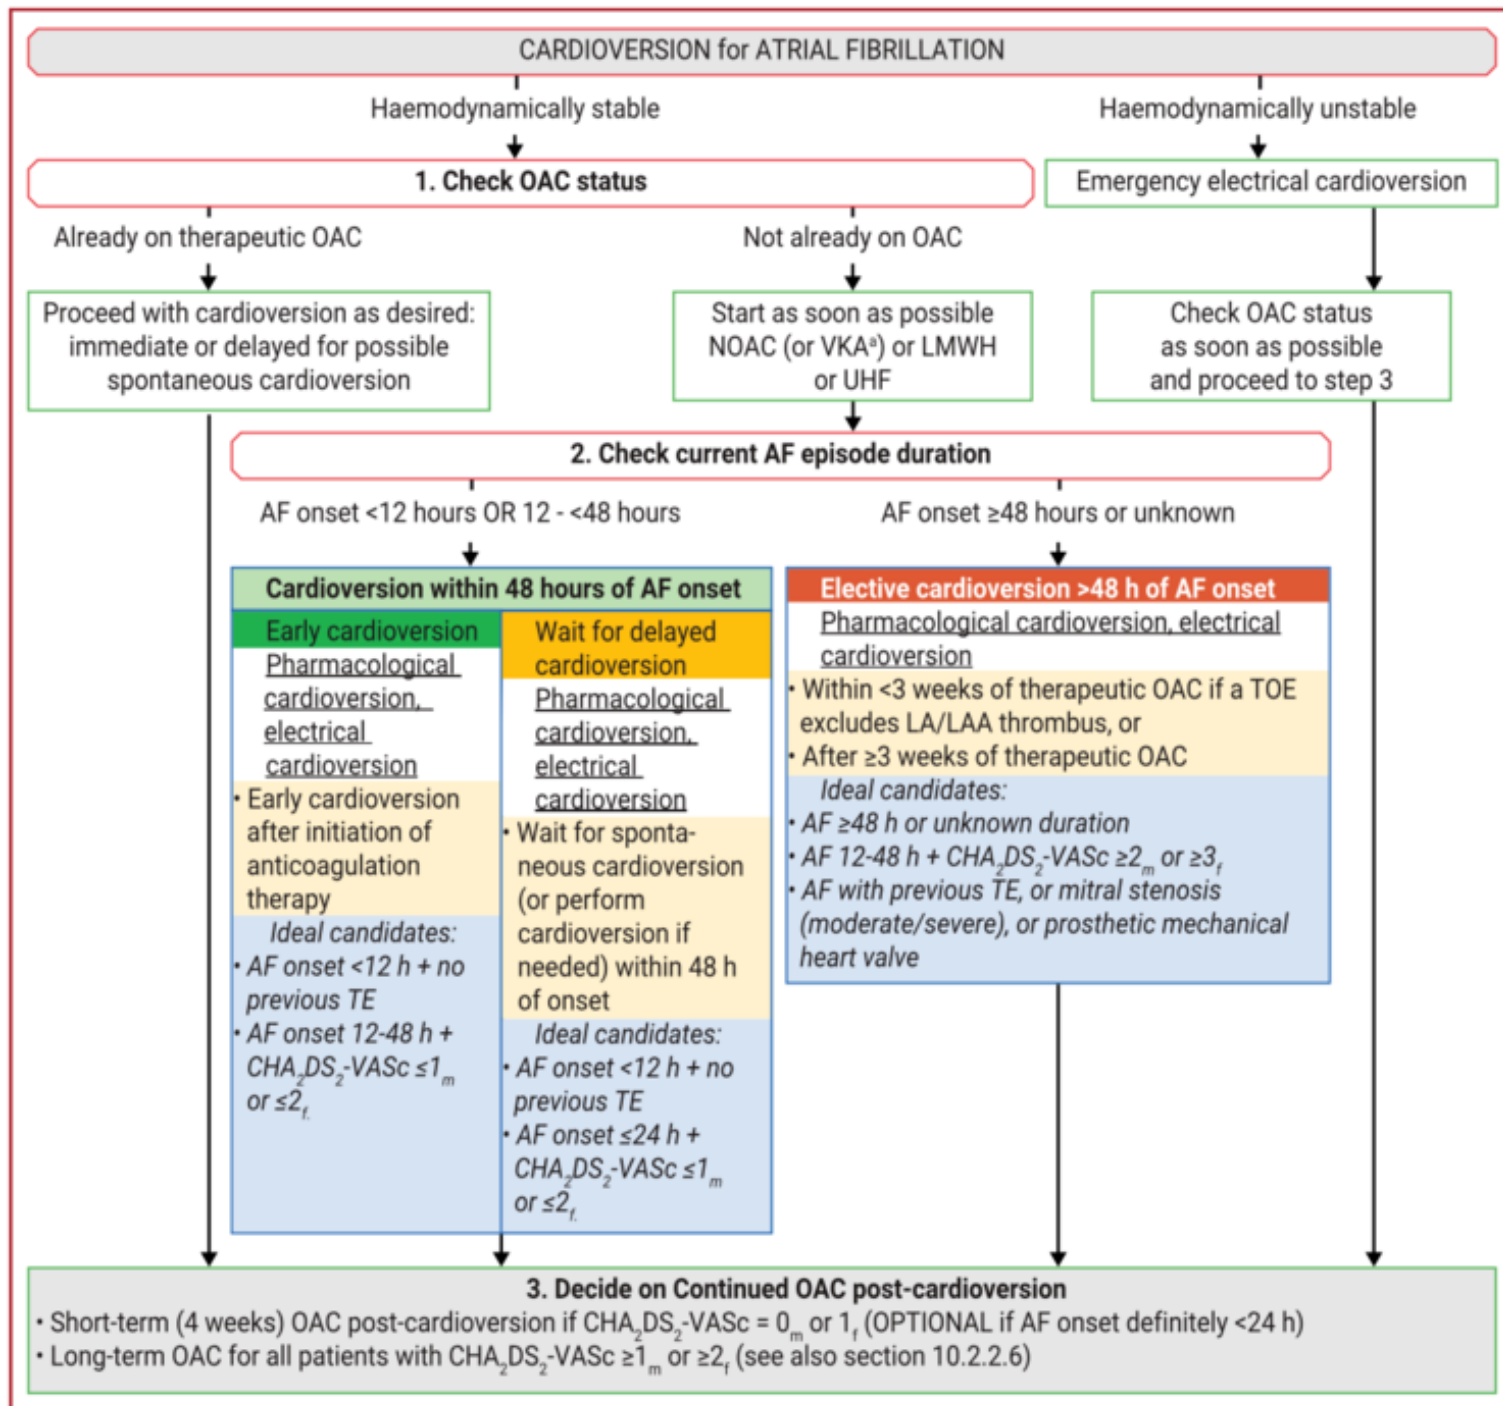 CARDIOVERSION for ATRIAL FIBRILLATION
Haemodynamically stable
Haemodynamically unstable
1. Check OAC status
Emergency electrical cardioversion
Already on therapeutic OAC
Not already on OAC
Proceed with cardioversion as desired:
immediate or delayed for possible
spontaneous cardioversion
Start as soon as possible
NOAC (or VKAª) or LMWH
or UHF
Check OAC status
as soon as possible
and proceed to step 3
2. Check current AF episode duration
AF onset <12 hours OR 12 - <48 hours
AF onset ≥48 hours or unknown
Cardioversion within 48 hours of AF onset
Early cardioversion
Pharmacological
cardioversion,
electrical
cardioversion
• Early cardioversion
after initiation of
anticoagulation
therapy
Ideal candidates:
• AF onset <12 h + no
previous TE
• AF onset 12-48 h +
CHA₂DS₂-VASc ≤1m
or ≤2f.
Wait for delayed
cardioversion
Pharmacological
cardioversion,
electrical
cardioversion
• Wait for sponta-
neous cardioversion
(or perform
cardioversion if
needed) within 48 h
of onset
Ideal candidates:
• AF onset <12 h + no
previous TE
• AF onset ≤24 h +
CHA₂DS₂-VASc ≤1m
or ≤2f.
Elective cardioversion >48 h of AF onset
Pharmacological cardioversion, electrical
cardioversion
• Within <3 weeks of therapeutic OAC if a TOE
excludes LA/LAA thrombus, or
• After ≥3 weeks of therapeutic OAC
Ideal candidates:
• AF ≥48 h or unknown duration
• AF 12-48 h + CHA₂DS₂-VASc ≥2m or ≥3f
• AF with previous TE, or mitral stenosis
(moderate/severe), or prosthetic mechanical
heart valve
3. Decide on Continued OAC post-cardioversion
• Short-term (4 weeks) OAC post-cardioversion if CHA₂DS₂-VASc = 0m or 1f (OPTIONAL if AF onset definitely <24 h)
• Long-term OAC for all patients with CHA₂DS₂-VASc ≥1m or ≥2f (see also section 10.2.2.6)